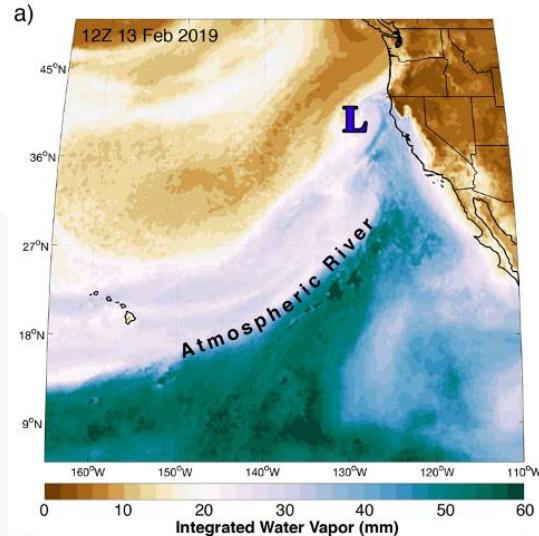 a)
12Z 13 Feb 2019
45°N
L
36°N
27°N
Atmospheric River
18°N
9°N
160°W 150°W 140°W 130°W 120°W 110°W
0 10 20 30 40 50 60
Integrated Water Vapor (mm)